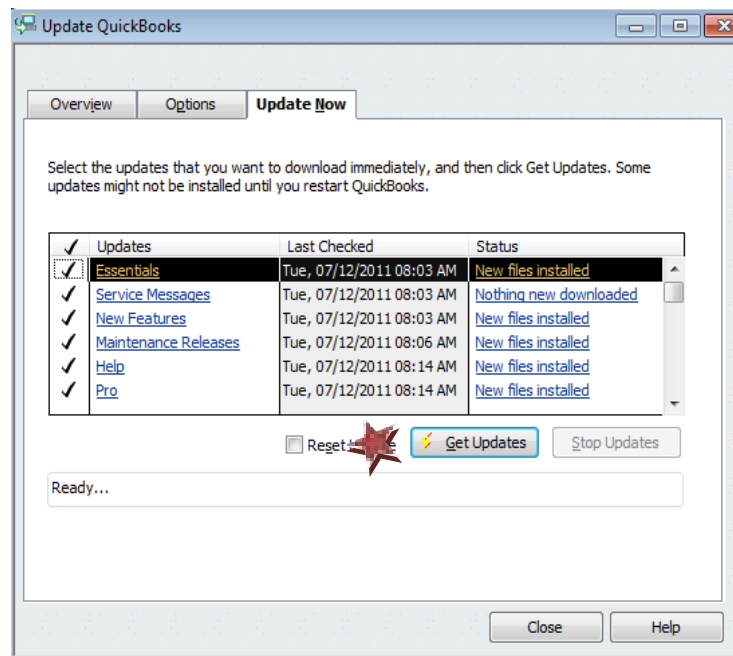 Update QuickBooks
Overview Options Update Now
Select the updates that you want to download immediately, and then click Get Updates. Some
updates might not be installed until you restart QuickBooks.
Updates Last Checked Status
Essentials Tue, 07/12/2011 08:03 AM New files installed
Service Messages Tue, 07/12/2011 08:03 AM Nothing new downloaded
New Features Tue, 07/12/2011 08:03 AM New files installed
Maintenance Releases Tue, 07/12/2011 08:06 AM New files installed
Help Tue, 07/12/2011 08:14 AM New files installed
Pro Tue, 07/12/2011 08:14 AM New files installed
Reset Get Updates Stop Updates
Ready...
Close Help